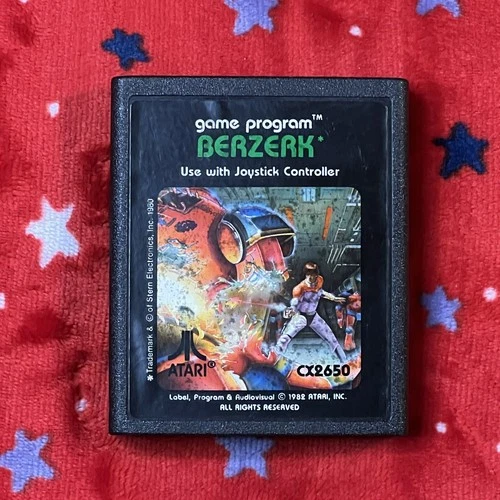 game program™
BERZERK*
Use with Joystick Controller
* Trademark & © of Stern Electronics, Inc. 1980
ATARI®
CX2650
Label, Program & Audiovisual © 1982 ATARI, INC.
ALL RIGHTS RESERVED